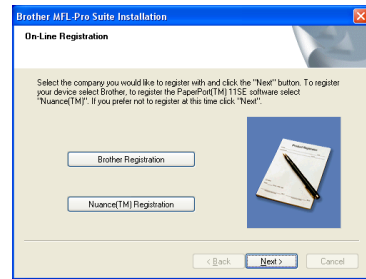 Brother MFL-Pro Suite Installation
On-Line Registration
Select the company you would like to register with and click the "Next" button. To register
your device select Brother, to register the PaperPort(TM) 11SE software select
"Nuance(TM)". If you prefer not to register at this time click "Next".
Brother Registration
Nuance(TM) Registration
Product Registration
< Back
Next >
Cancel